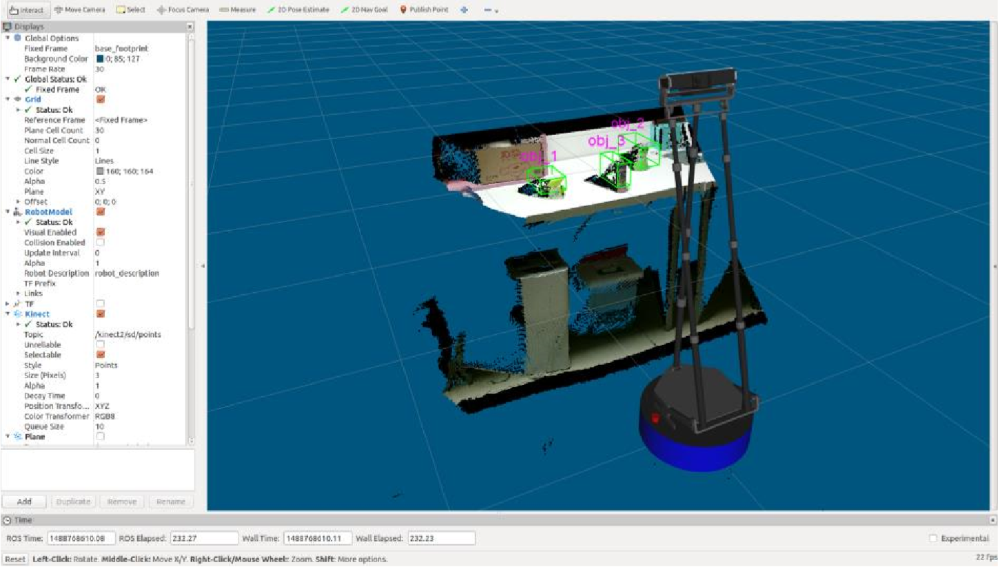 Interact Move Camera Select Focus Camera Measure 2D Pose Estimate 2D Nav Goal Publish Point
Displays
Global Options
Fixed Frame base_footprint
Background Color 0; 85; 127
Frame Rate 30
Global Status: Ok
Fixed Frame OK
Grid
Status: Ok
Reference Frame <Fixed Frame>
Plane Cell Count 30
Normal Cell Count 0
Cell Size 1
Line Style Lines
Color 160; 160; 164
Alpha 0.5
Plane XY
Offset 0; 0; 0
RobotModel
Status: Ok
Visual Enabled
Collision Enabled
Update Interval 0
Alpha 1
Robot Description robot_description
TF Prefix
Links
TF
Kinect
Status: Ok
Topic /kinect2/sd/points
Unreliable
Selectable
Style Points
Size (Pixels) 3
Alpha 1
Decay Time 0
Position Transfo... XYZ
Color Transformer RGB8
Queue Size 10
Plane
obj_2
obj_3
obj_1
Add Duplicate Remove Rename
Time
ROS Time: 1488768610.08 ROS Elapsed: 232.27 Wall Time: 1488768610.11 Wall Elapsed: 232.23 Experimental
Reset Left-Click: Rotate. Middle-Click: Move X/Y. Right-Click/Mouse Wheel: Zoom. Shift: More options. 22 fps